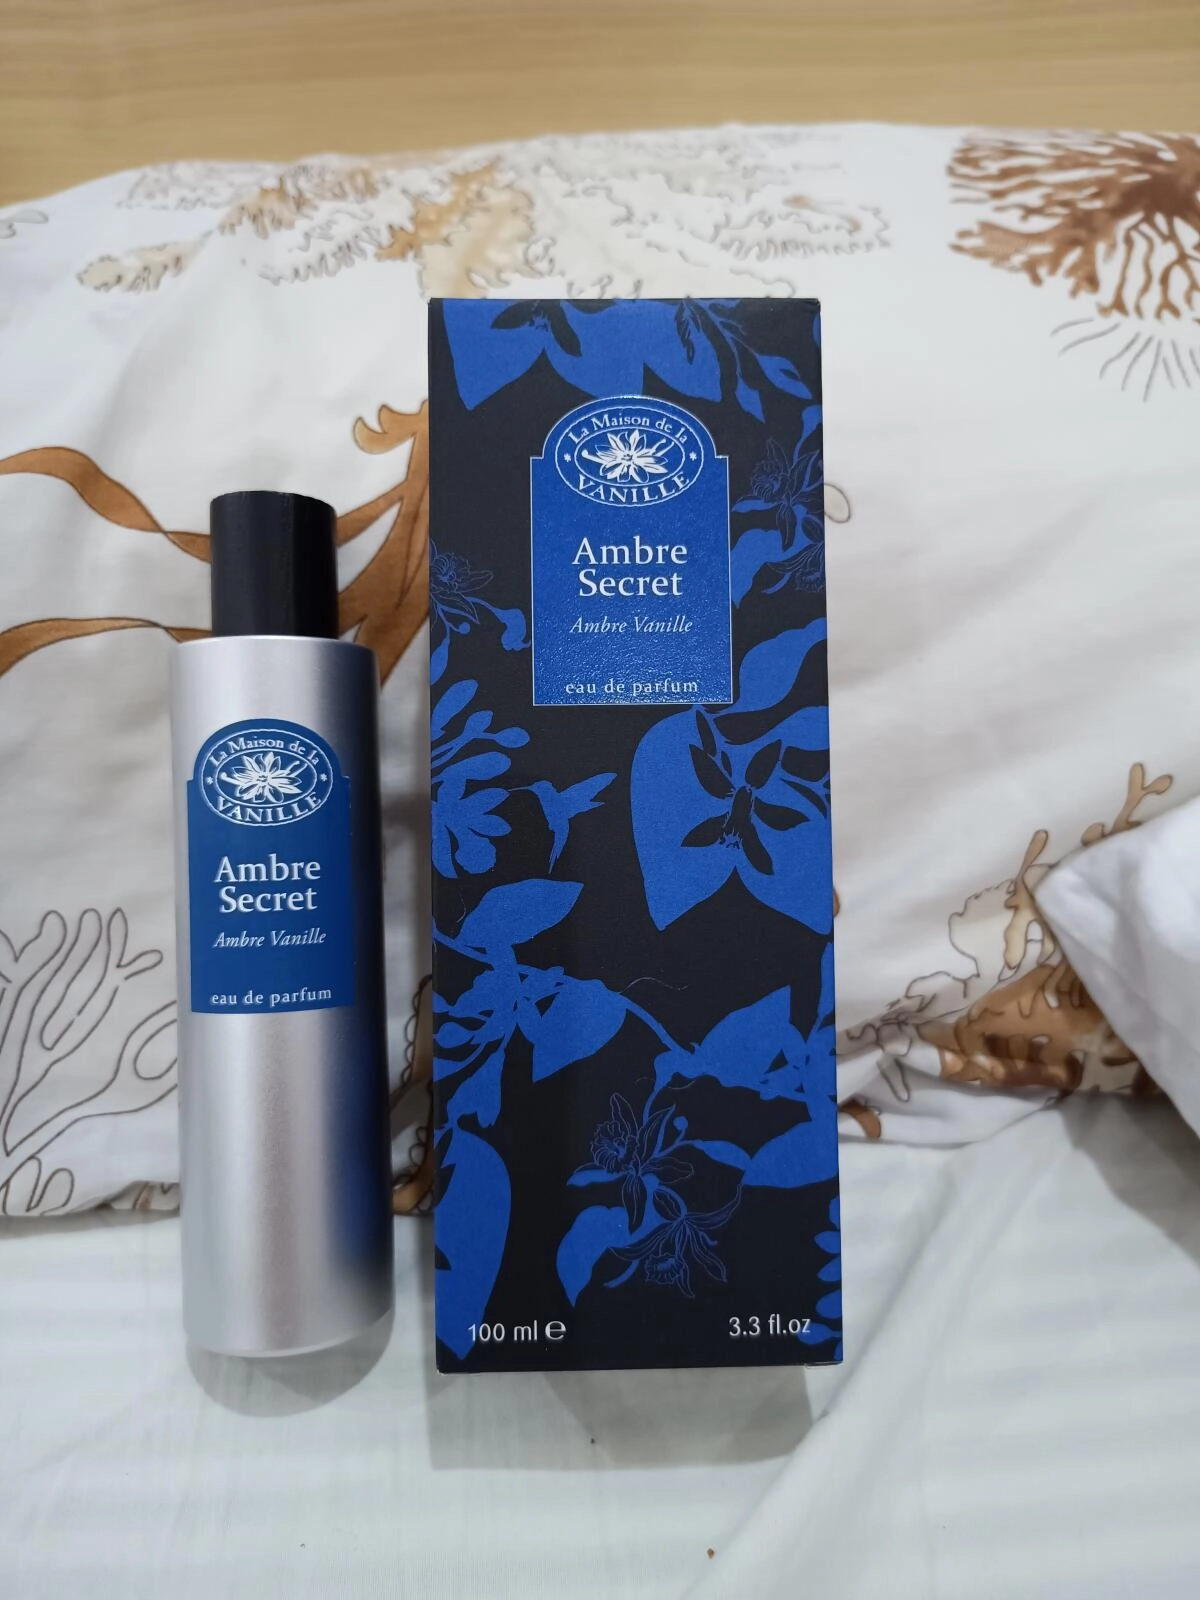 La Maison de la
VANILLE
Ambre
Secret
Ambre Vanille
eau de parfum
La Maison de la
VANILLE
Ambre
Secret
Ambre Vanille
eau de parfum
100 ml ℮
3.3 fl.oz